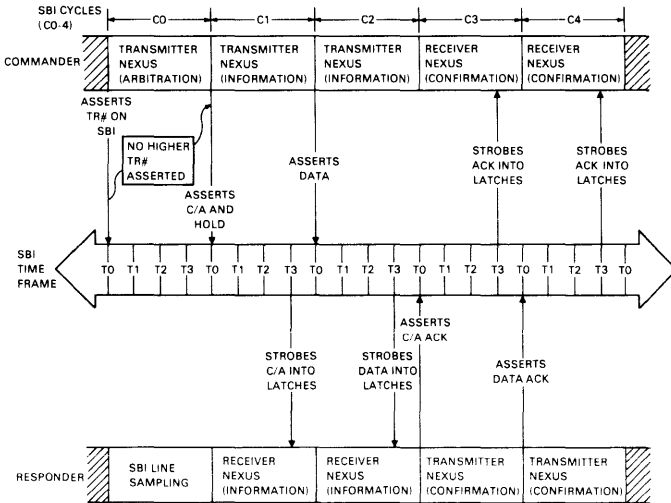 SBI CYCLES
(C0-4)
C0 C1 C2 C3 C4
COMMANDER
TRANSMITTER
NEXUS
(ARBITRATION)
TRANSMITTER
NEXUS
(INFORMATION)
TRANSMITTER
NEXUS
(INFORMATION)
RECEIVER
NEXUS
(CONFIRMATION)
RECEIVER
NEXUS
(CONFIRMATION)
ASSERTS
TR# ON
SBI
NO HIGHER
TR#
ASSERTED
ASSERTS
C/A AND
HOLD
ASSERTS
DATA
STROBES
ACK INTO
LATCHES
STROBES
ACK INTO
LATCHES
SBI
TIME
FRAME
T0 T1 T2 T3 T0 T1 T2 T3 T0 T1 T2 T3 T0 T1 T2 T3 T0 T1 T2 T3 T0
STROBES
C/A INTO
LATCHES
STROBES
DATA INTO
LATCHES
ASSERTS
C/A ACK
ASSERTS
DATA ACK
RESPONDER
SBI LINE
SAMPLING
RECEIVER
NEXUS
(INFORMATION)
RECEIVER
NEXUS
(INFORMATION)
TRANSMITTER
NEXUS
(CONFIRMATION)
TRANSMITTER
NEXUS
(CONFIRMATION)